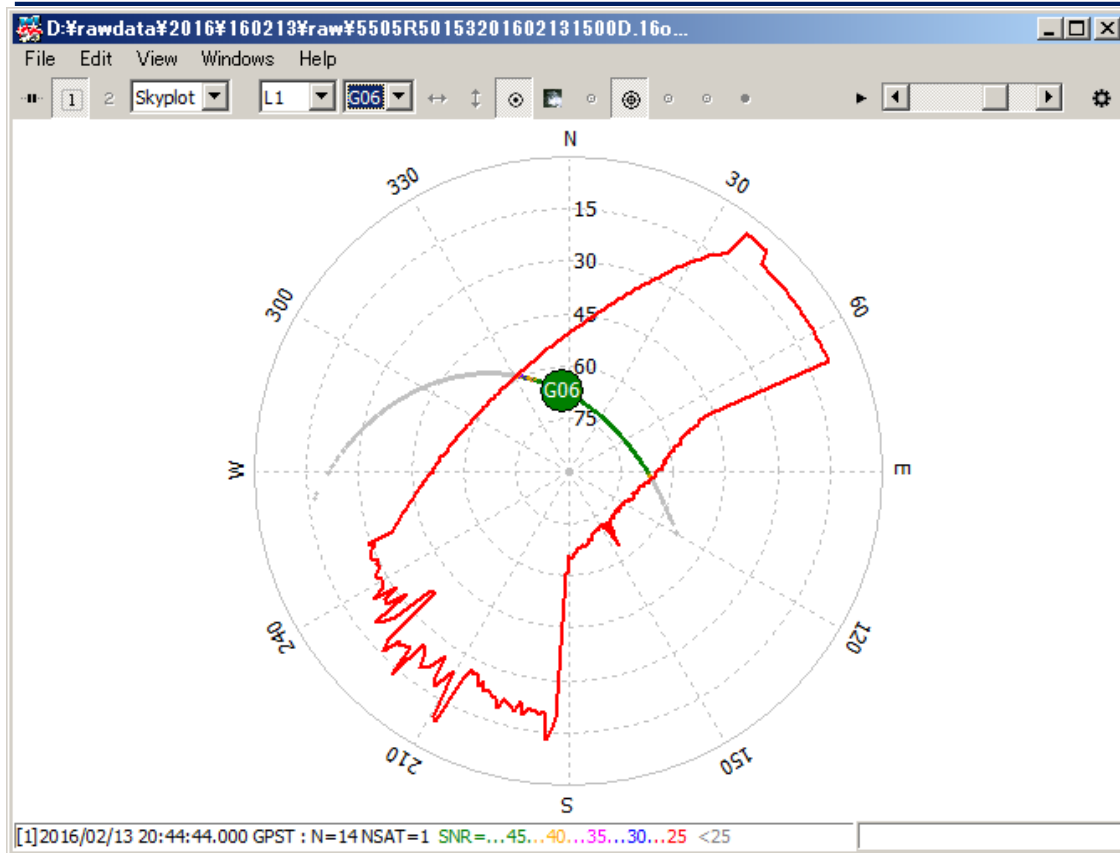 D:¥rawdata¥2016¥160213¥raw¥5505R50153201602131500D.16o...
File Edit View Windows Help
1 2 Skyplot L1 G06
N
330 30
15
30
300 60
45
60
G06
75
W E
240 120
210 150
S
[1]2016/02/13 20:44:44.000 GPST : N=14 NSAT=1 SNR=...45...40...35...30...25 <25